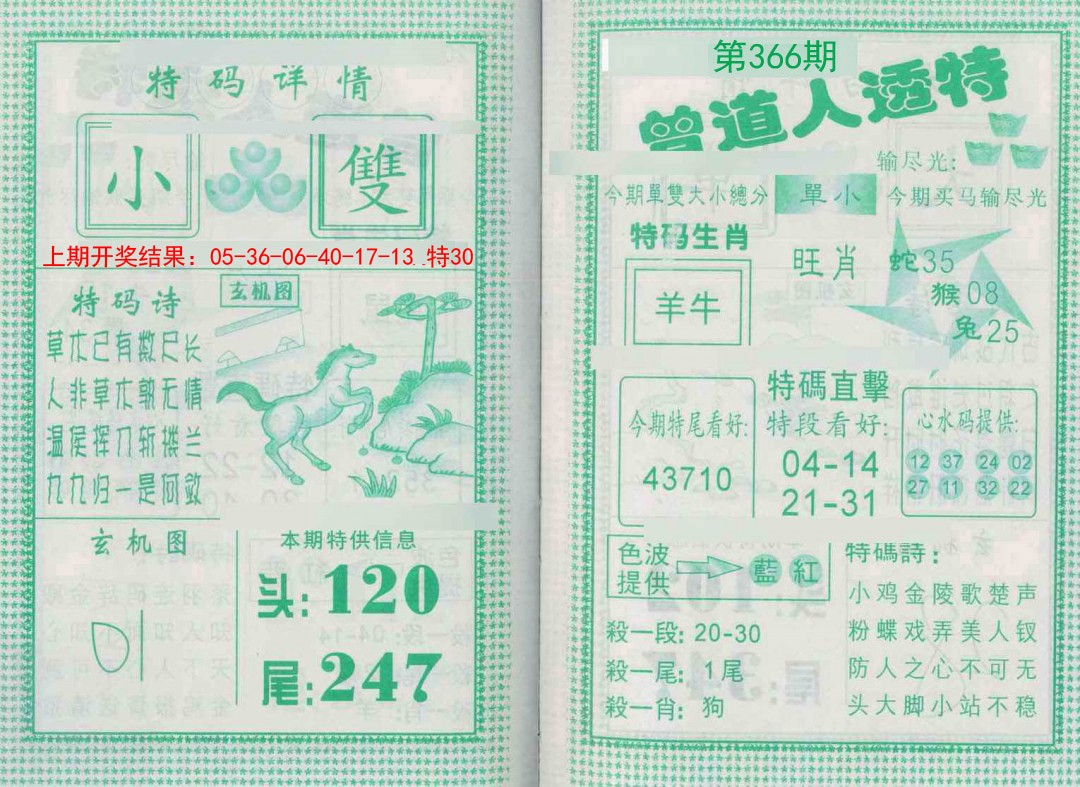 特码详情
小
雙
上期开奖结果：05-36-06-40-17-13.特30
特码诗
草木已有数尺长
人非草木孰无情
温侯挥刀斩楼兰
九九归一是何数
玄机图
玄机图
本期特供信息
头:120
尾:247
第366期
曾道人透特
输尽光:
今期單雙大小總分
單小
今期买马输尽光
特码生肖
羊牛
旺肖
蛇35
猴08
兔25
今期特尾看好:
43710
特碼直擊
特段看好:
04-14
21-31
心水码提供:
12 37 24 02
27 11 32 22
色波
提供
藍紅
殺一段: 20-30
殺一尾: 1尾
殺一肖: 狗
特碼詩:
小鸡金陵歌楚声
粉蝶戏弄美人钗
防人之心不可无
头大脚小站不稳